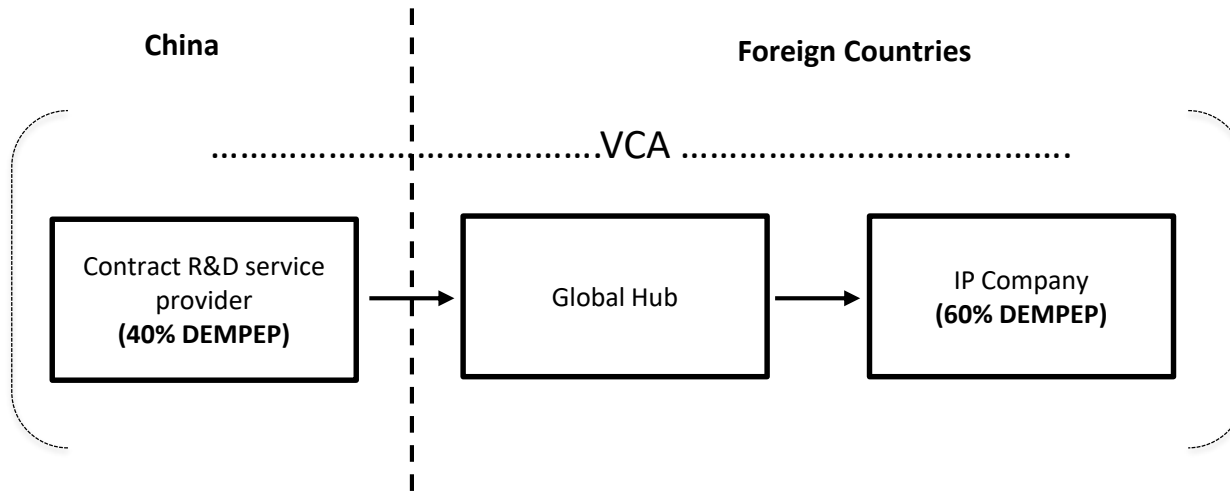 China
Foreign Countries
........................................VCA ........................................
Contract R&D service
provider
(40% DEMPEP)
Global Hub
IP Company
(60% DEMPEP)